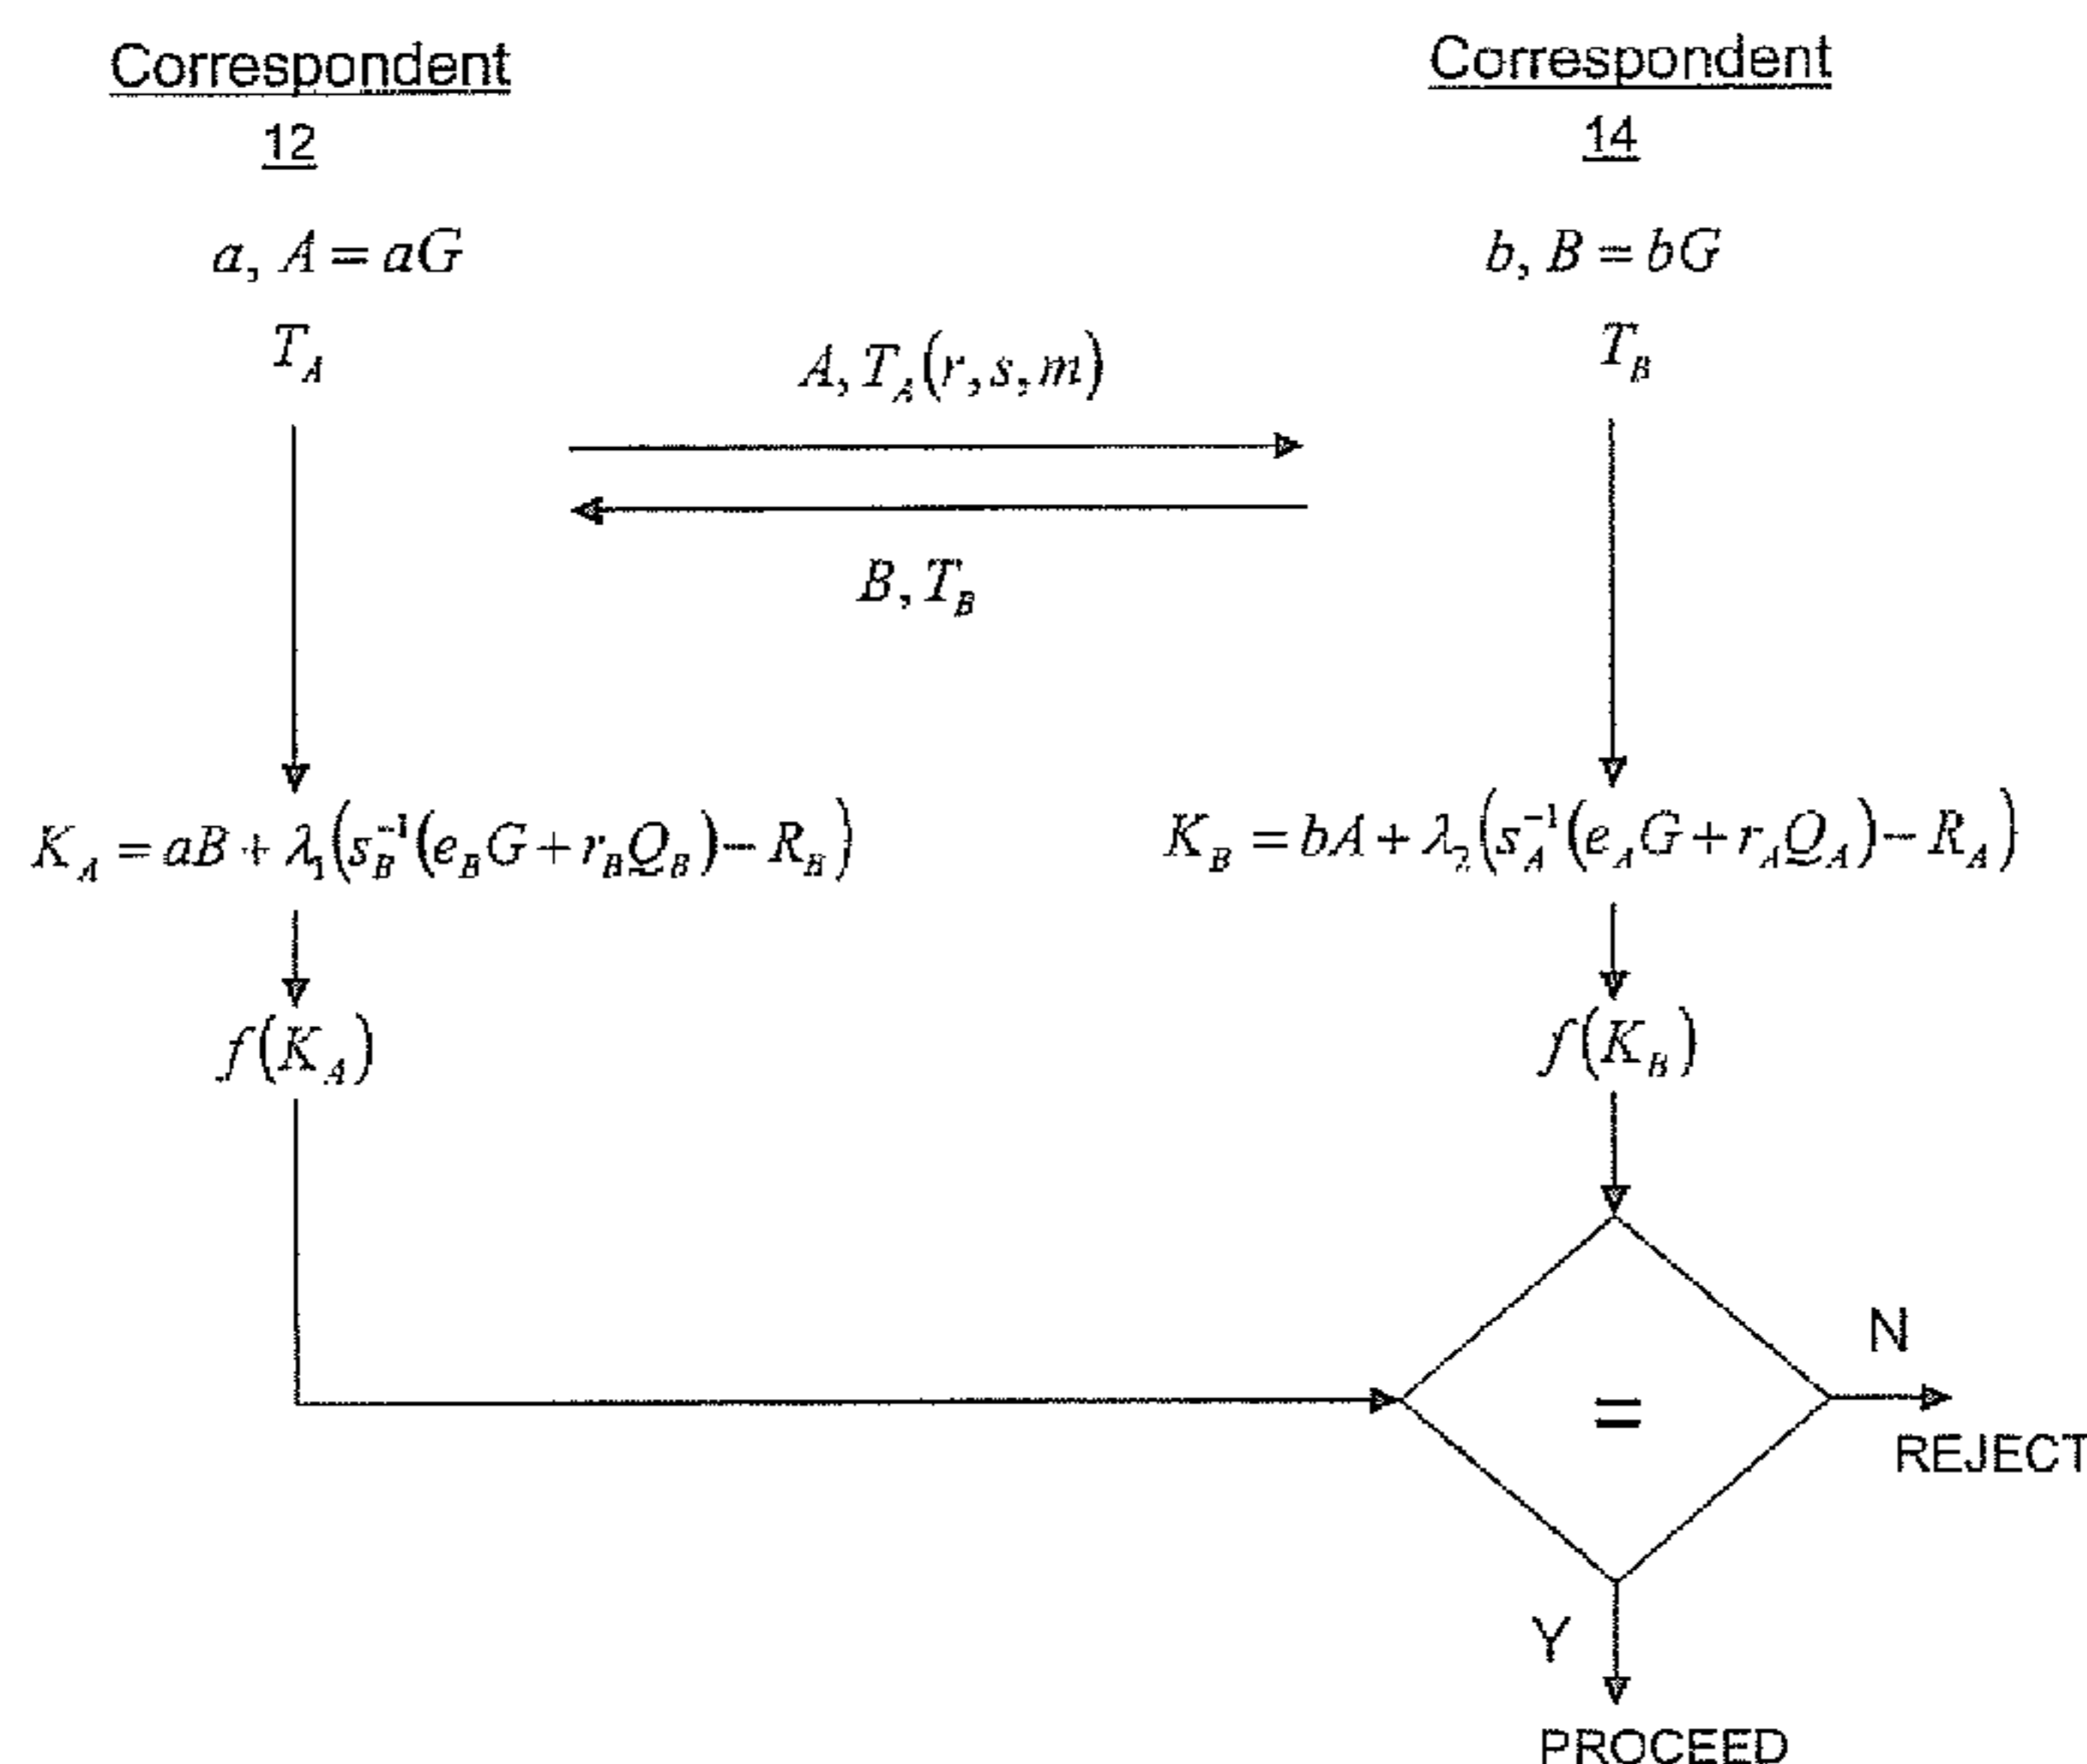 Correspondent
12
a, A = aG
T_A
Correspondent
14
b, B = bG
T_B
A, T_A(r, s, m)
B, T_B
K_A = aB + λ_1(s_B^{-1}(e_B G + r_B Q_B) - R_B)
K_B = bA + λ_2(s_A^{-1}(e_A G + r_A Q_A) - R_A)
f(K_A)
f(K_B)
=
N
REJECT
Y
PROCEED